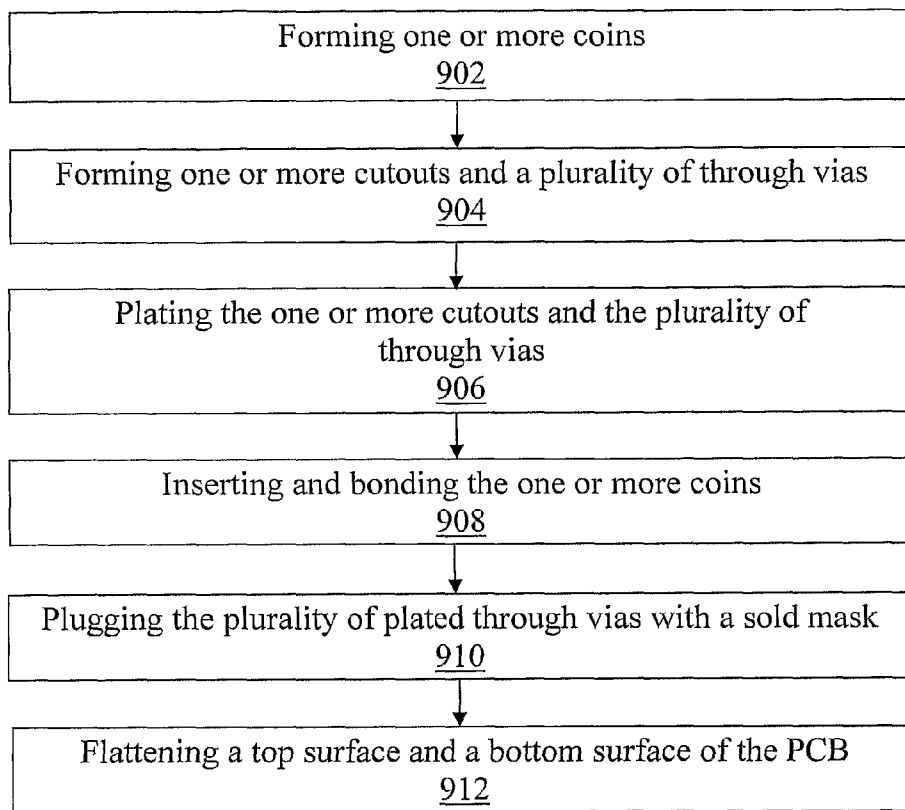 Forming one or more coins
902
Forming one or more cutouts and a plurality of through vias
904
Plating the one or more cutouts and the plurality of
through vias
906
Inserting and bonding the one or more coins
908
Plugging the plurality of plated through vias with a sold mask
910
Flattening a top surface and a bottom surface of the PCB
912